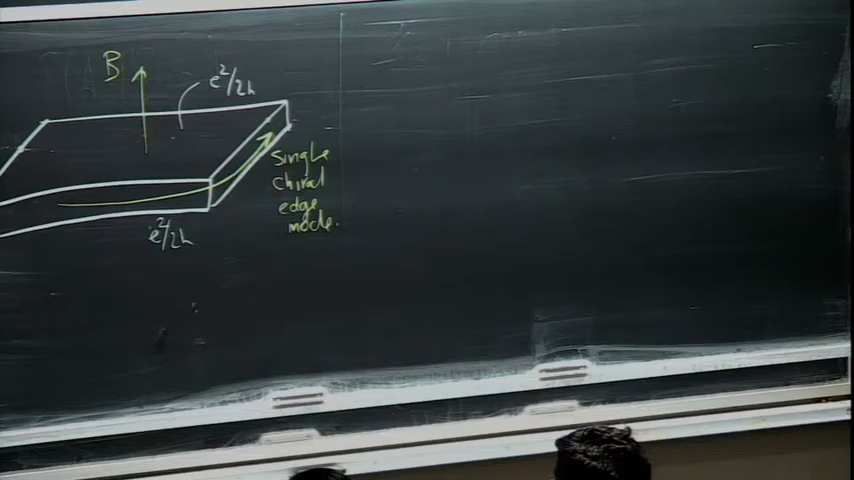 B
e²/2h
single
chiral
edge
mode.
e²/2h